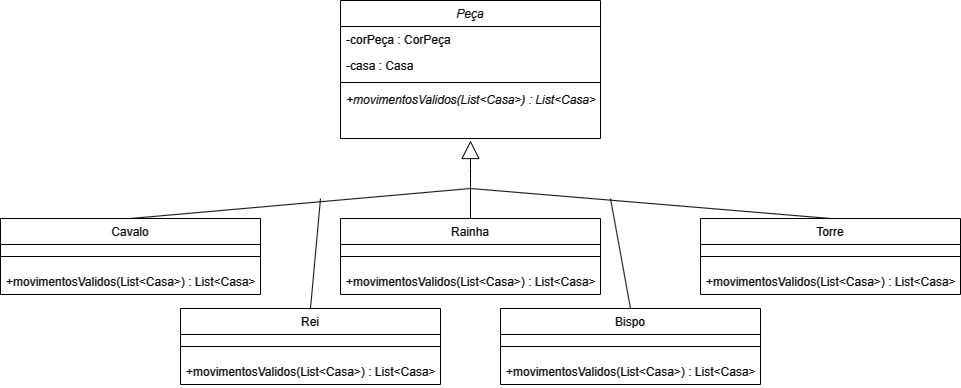 Peça
-corPeça : CorPeça
-casa : Casa
+movimentosValidos(List<Casa>) : List<Casa>
Cavalo
+movimentosValidos(List<Casa>) : List<Casa>
Rainha
+movimentosValidos(List<Casa>) : List<Casa>
Torre
+movimentosValidos(List<Casa>) : List<Casa>
Rei
+movimentosValidos(List<Casa>) : List<Casa>
Bispo
+movimentosValidos(List<Casa>) : List<Casa>